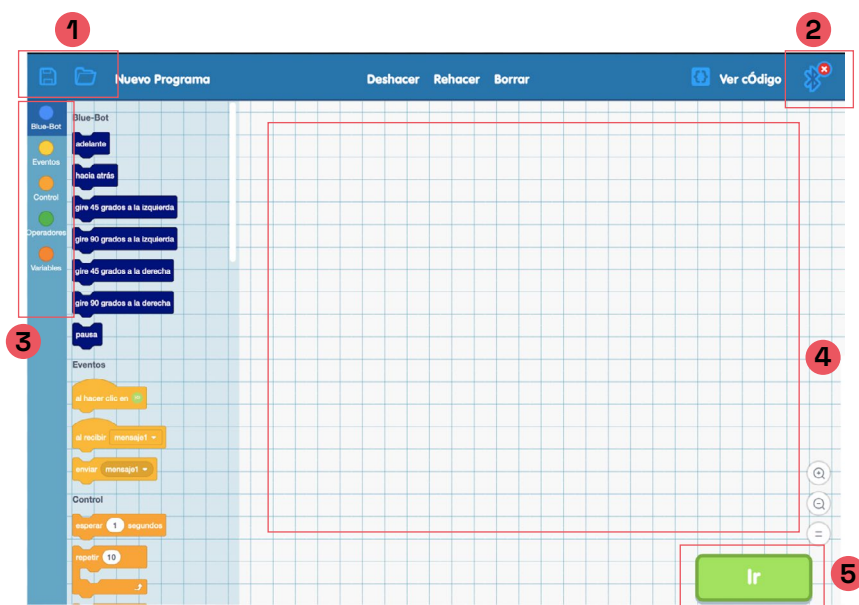 1
2
Nuevo Programa
Deshacer Rehacer Borrar
Ver cÓdigo
Blue-Bot
Eventos
Control
Operadores
Variables
3
Blue-Bot
adelante
hacia atrás
gire 45 grados a la izquierda
gire 90 grados a la izquierda
gire 45 grados a la derecha
gire 90 grados a la derecha
pausa
Eventos
al hacer clic en
al recibir mensaje1
enviar mensaje1
Control
esperar 1 segundos
repetir 10
4
=
Ir
5